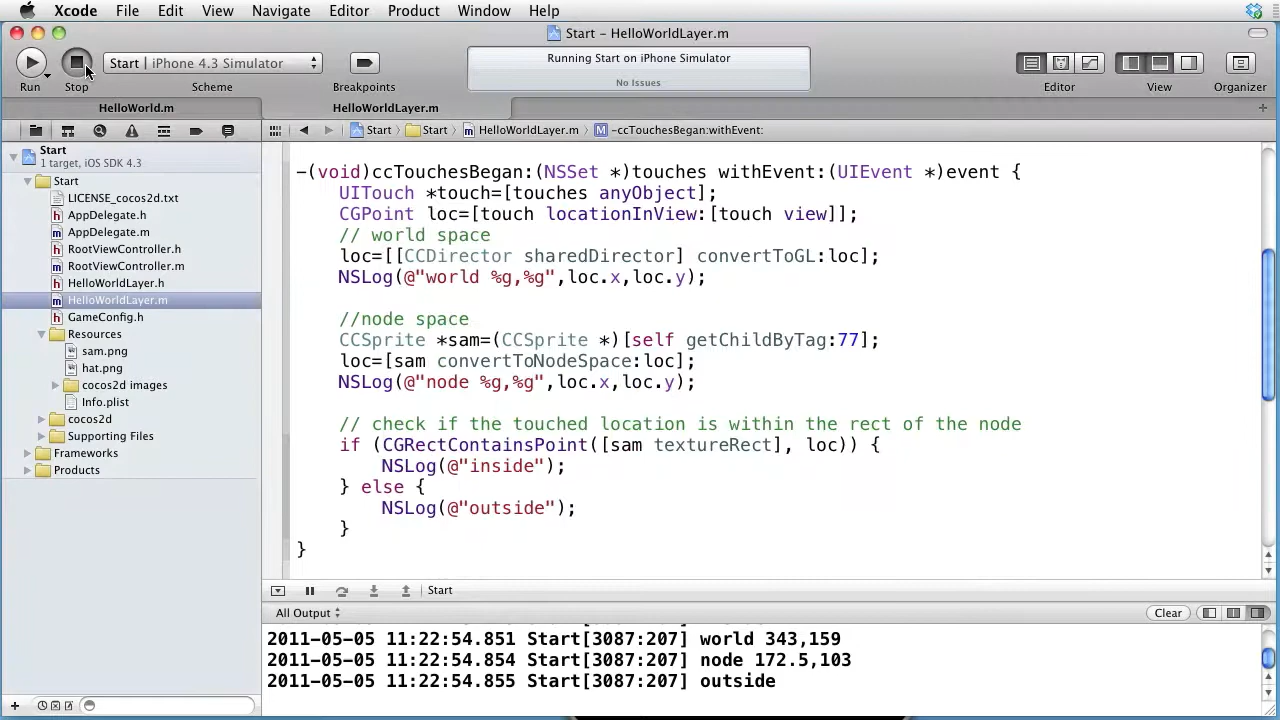 Xcode File Edit View Navigate Editor Product Window Help
Start - HelloWorldLayer.m
Start | iPhone 4.3 Simulator
Running Start on iPhone Simulator
No Issues
Run Stop Scheme Breakpoints Editor View Organizer
HelloWorld.m HelloWorldLayer.m
Start Start HelloWorldLayer.m M -ccTouchesBegan:withEvent:
Start
1 target, iOS SDK 4.3
Start
LICENSE_cocos2d.txt
AppDelegate.h
AppDelegate.m
RootViewController.h
RootViewController.m
HelloWorldLayer.h
HelloWorldLayer.m
GameConfig.h
Resources
sam.png
hat.png
cocos2d images
Info.plist
cocos2d
Supporting Files
Frameworks
Products
-(void)ccTouchesBegan:(NSSet *)touches withEvent:(UIEvent *)event {
UITouch *touch=[touches anyObject];
CGPoint loc=[touch locationInView:[touch view]];
// world space
loc=[[CCDirector sharedDirector] convertToGL:loc];
NSLog(@"world %g,%g",loc.x,loc.y);
//node space
CCSprite *sam=(CCSprite *)[self getChildByTag:77];
loc=[sam convertToNodeSpace:loc];
NSLog(@"node %g,%g",loc.x,loc.y);
// check if the touched location is within the rect of the node
if (CGRectContainsPoint([sam textureRect], loc)) {
NSLog(@"inside");
} else {
NSLog(@"outside");
}
}
Start
All Output Clear
2011-05-05 11:22:54.851 Start[3087:207] world 343,159
2011-05-05 11:22:54.854 Start[3087:207] node 172.5,103
2011-05-05 11:22:54.855 Start[3087:207] outside